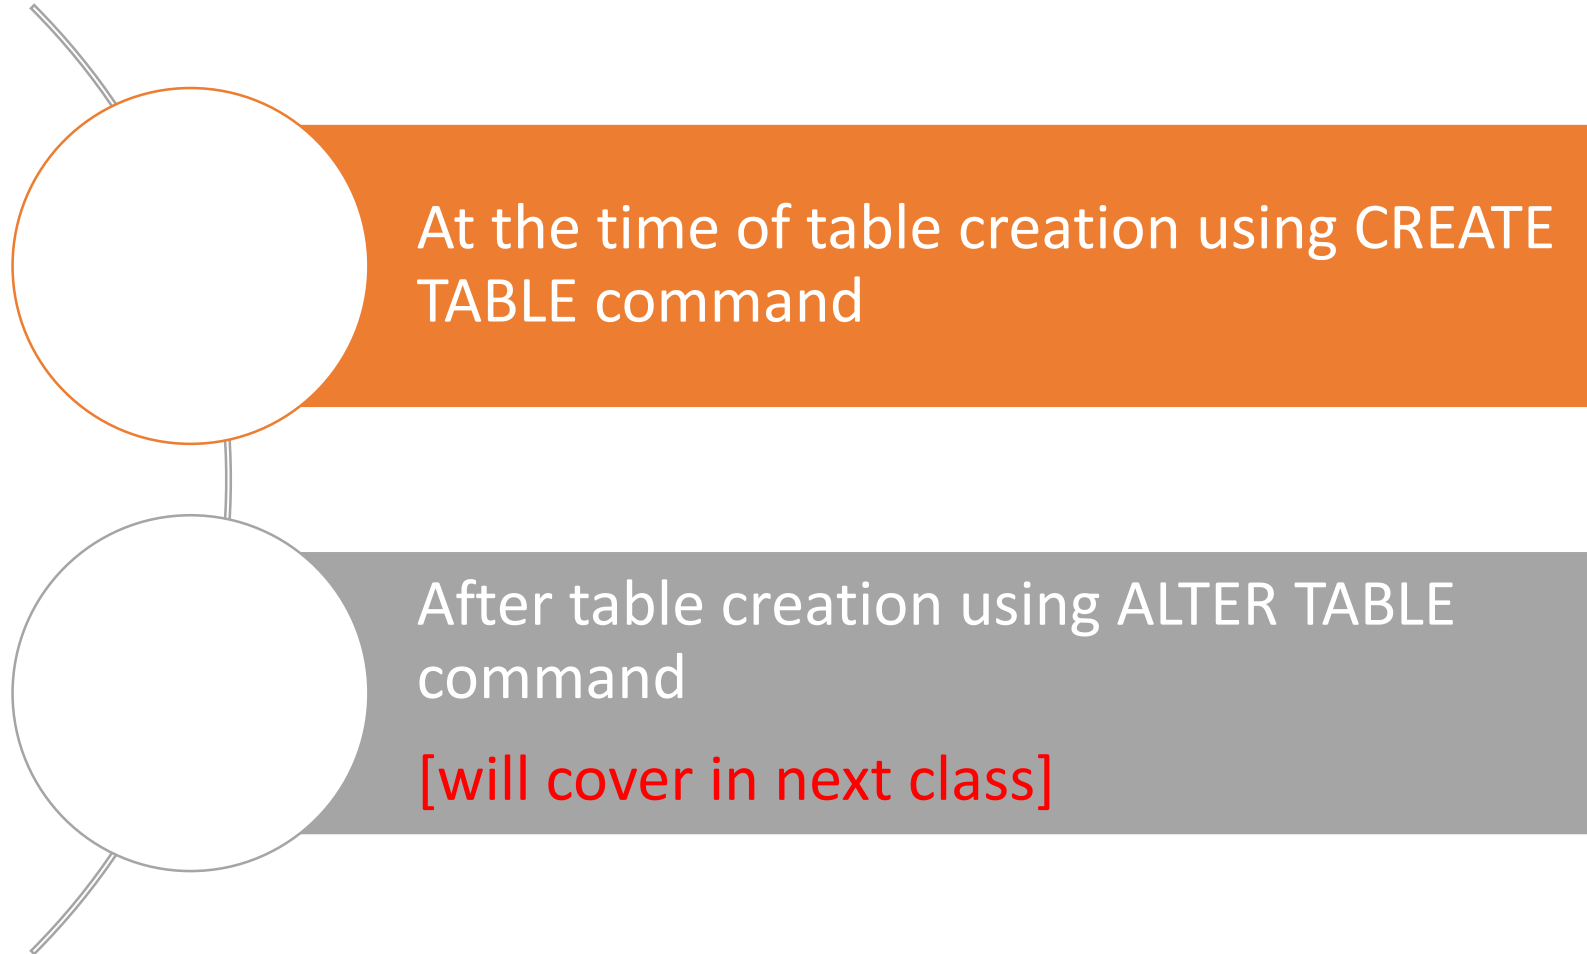 At the time of table creation using CREATE
TABLE command
After table creation using ALTER TABLE
command
[will cover in next class]